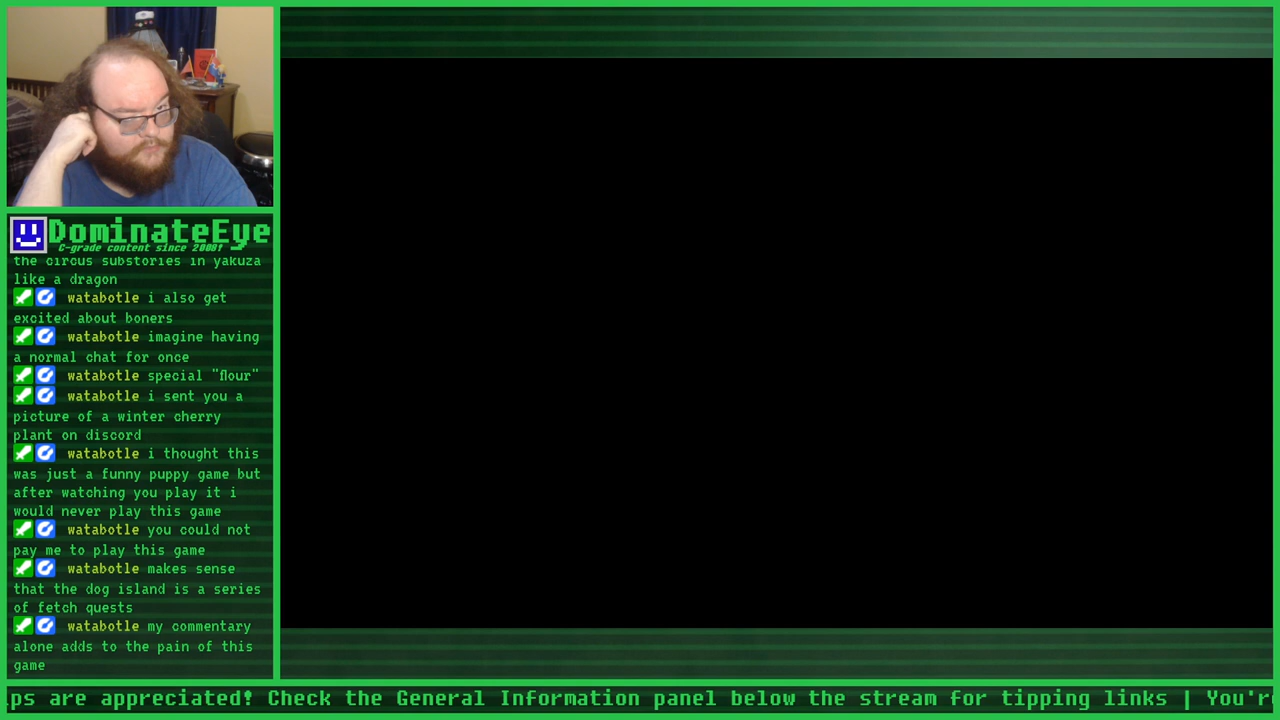 DominateEye
C-grade content since 2008!
the circus substories in yakuza
like a dragon
watabotle i also get
excited about boners
watabotle imagine having
a normal chat for once
watabotle special "flour"
watabotle i sent you a
picture of a winter cherry
plant on discord
watabotle i thought this
was just a funny puppy game but
after watching you play it i
would never play this game
watabotle you could not
pay me to play this game
watabotle makes sense
that the dog island is a series
of fetch quests
watabotle my commentary
alone adds to the pain of this
game
ps are appreciated! Check the General Information panel below the stream for tipping links | You'r